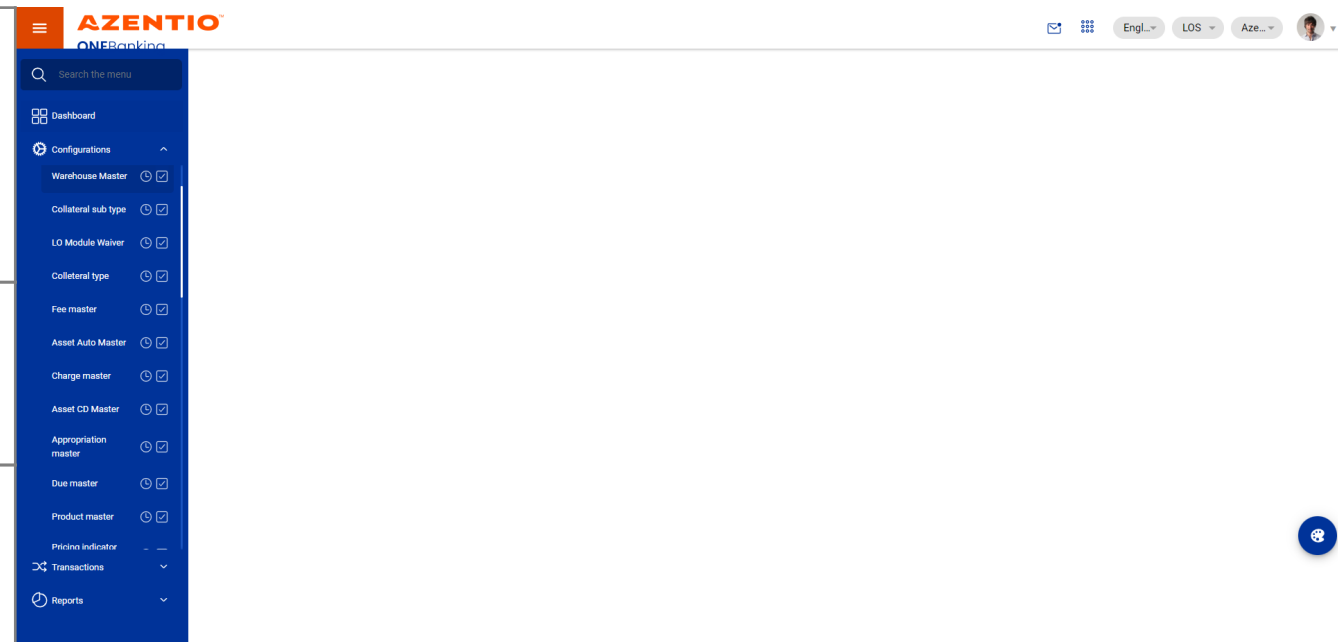 AZENTIO™
ONEBanking
Engl...
LOS
Aze...
Search the menu
Dashboard
Configurations
Warehouse Master
Collateral sub type
LO Module Waiver
Colleteral type
Fee master
Asset Auto Master
Charge master
Asset CD Master
Appropriation
master
Due master
Product master
Pricing indicator
Transactions
Reports